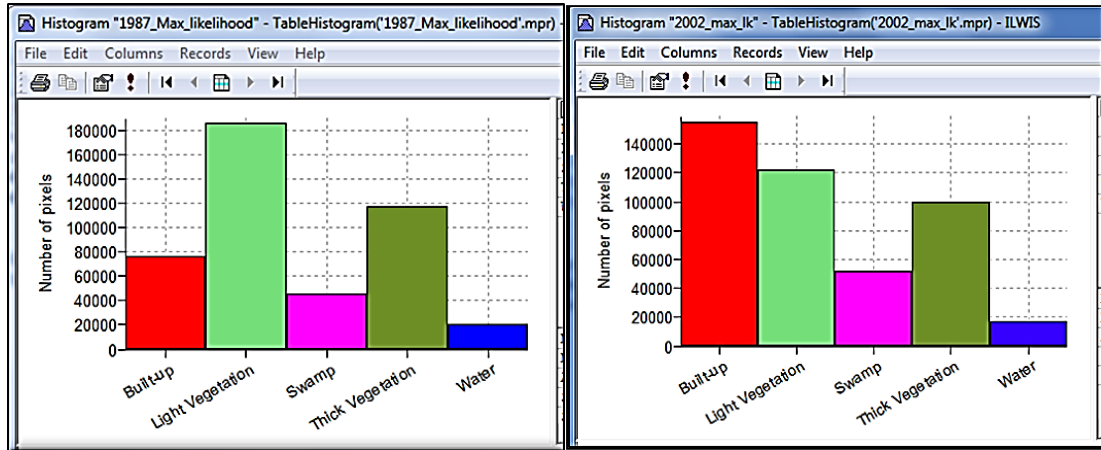 Histogram "1987_Max_likelihood" - TableHistogram('1987_Max_likelihood'.mpr) -
File Edit Columns Records View Help
180000
160000
140000
120000
100000
80000
60000
40000
20000
0
Number of pixels
Built-up
Light Vegetation
Swamp
Thick Vegetation
Water
Histogram "2002_max_lk" - TableHistogram('2002_max_lk'.mpr) - ILWIS
File Edit Columns Records View Help
140000
120000
100000
80000
60000
40000
20000
0
Number of pixels
Built-up
Light Vegetation
Swamp
Thick Vegetation
Water